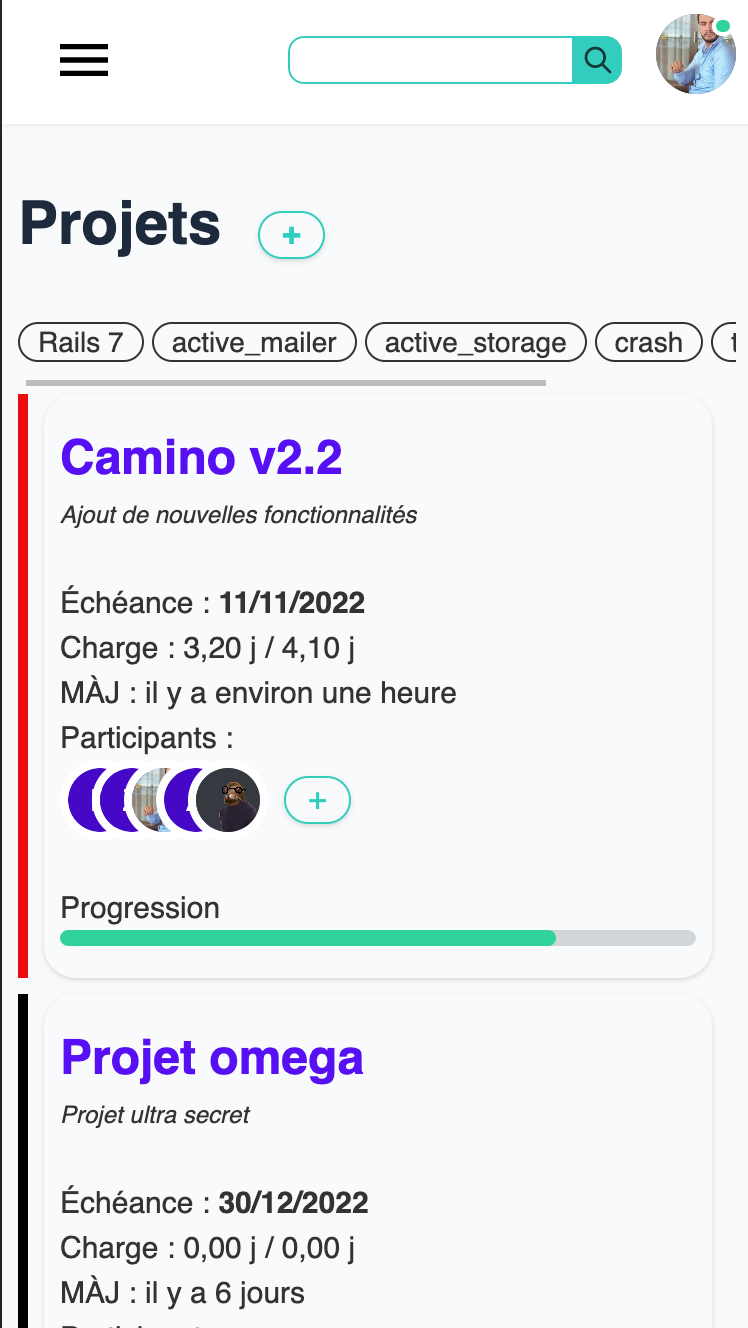 Projets +
Rails 7 active_mailer active_storage crash
Camino v2.2
Ajout de nouvelles fonctionnalités
Échéance : 11/11/2022
Charge : 3,20 j / 4,10 j
MÀJ : il y a environ une heure
Participants :
+
Progression
Projet omega
Projet ultra secret
Échéance : 30/12/2022
Charge : 0,00 j / 0,00 j
MÀJ : il y a 6 jours